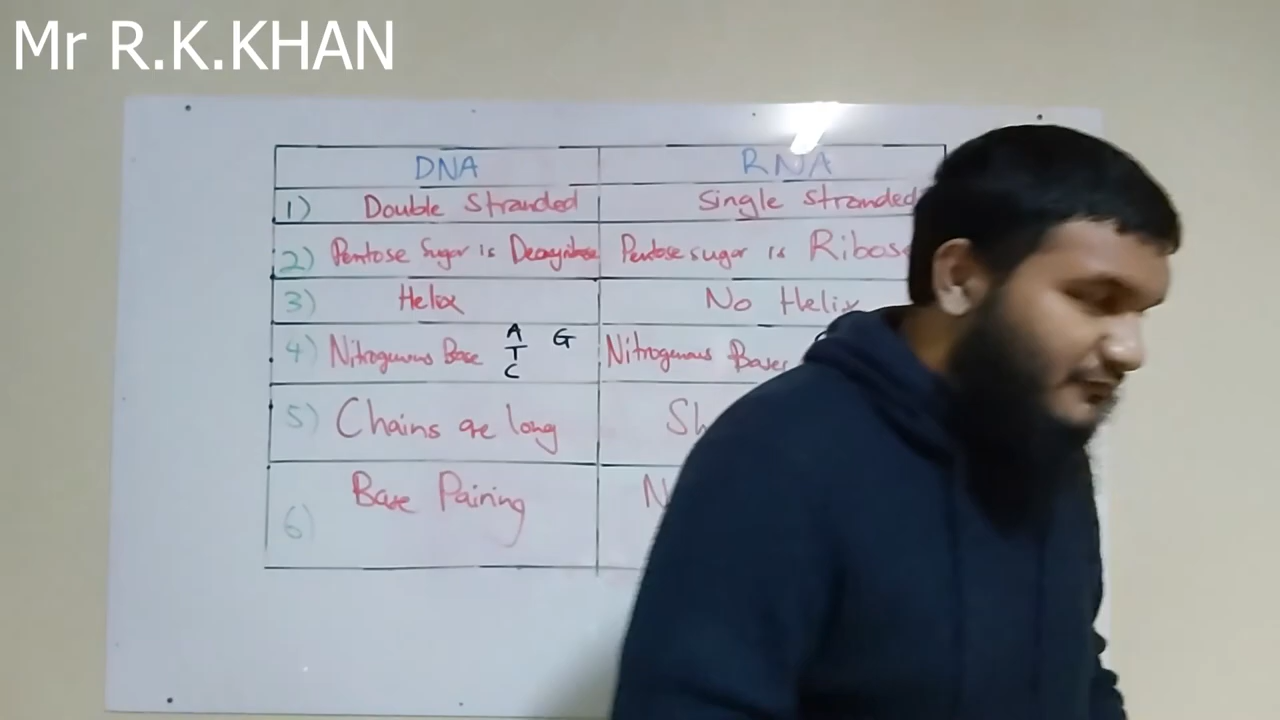 Mr R.K.KHAN
DNA RNA
1) Double Stranded Single Stranded
2) Pentose Sugar is Deoxyribose Pentose sugar is Ribose
3) Helix No Helix
4) Nitrogenous Base A T C G Nitrogenous Bases
5) Chains are long
6) Base Pairing